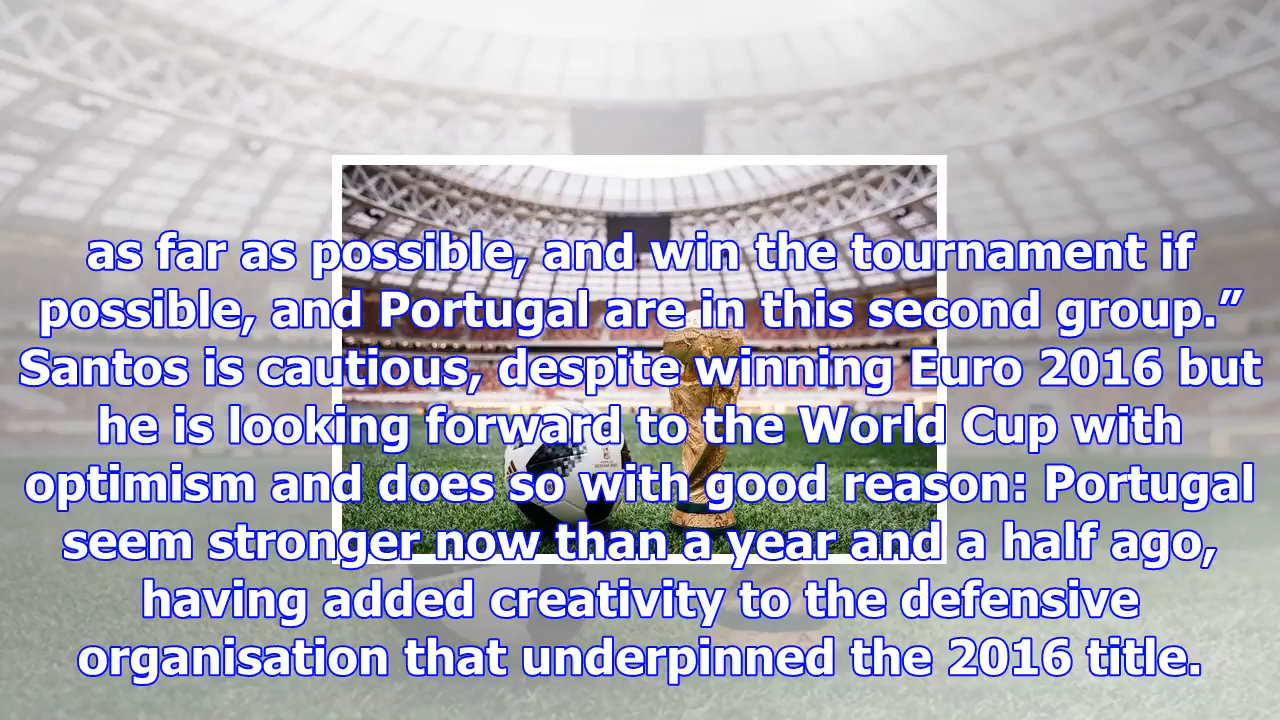 as far as possible, and win the tournament if
possible, and Portugal are in this second group.”
Santos is cautious, despite winning Euro 2016 but
he is looking forward to the World Cup with
optimism and does so with good reason: Portugal
seem stronger now than a year and a half ago,
having added creativity to the defensive
organisation that underpinned the 2016 title.